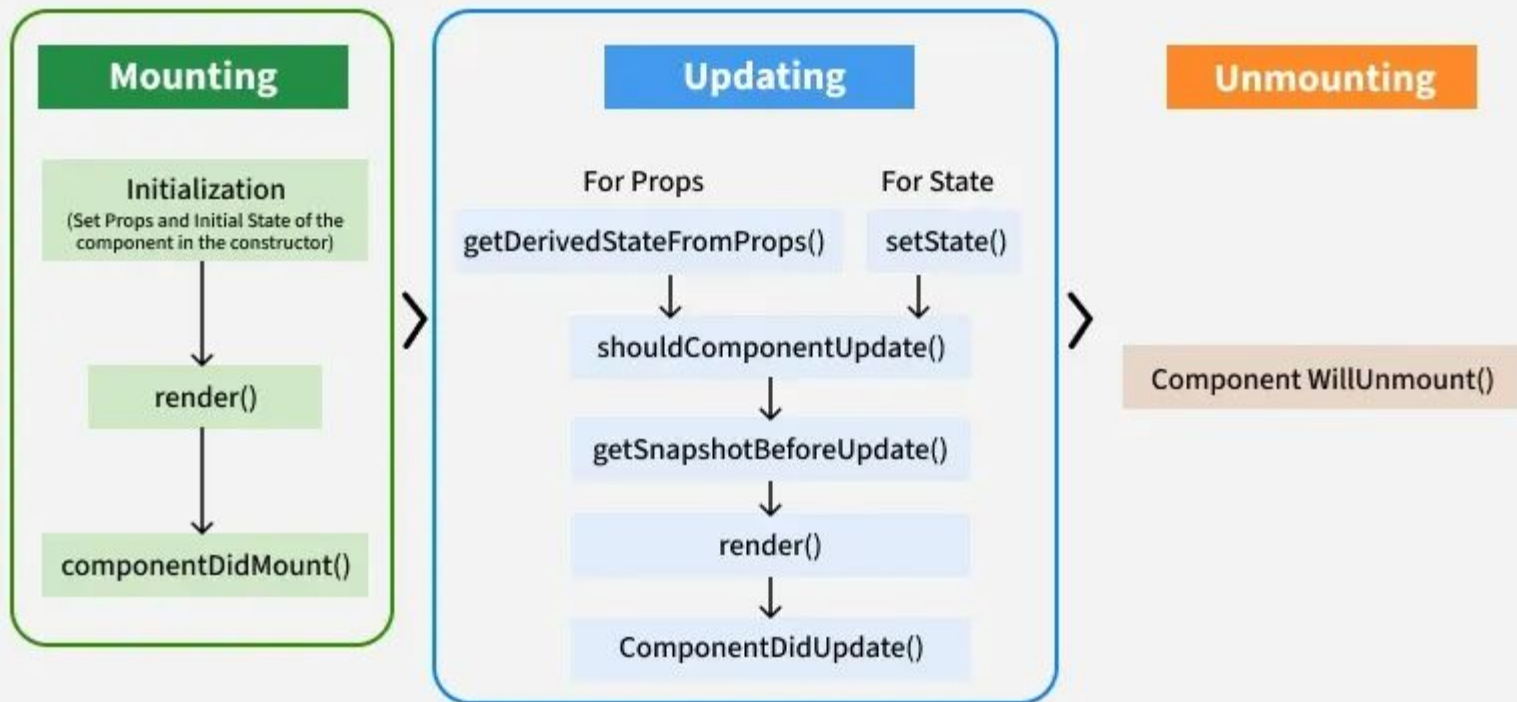 Mounting
Initialization
(Set Props and Initial State of the
component in the constructor)
render()
componentDidMount()
Updating
For Props
For State
getDerivedStateFromProps()
setState()
shouldComponentUpdate()
getSnapshotBeforeUpdate()
render()
ComponentDidUpdate()
Unmounting
Component WillUnmount()